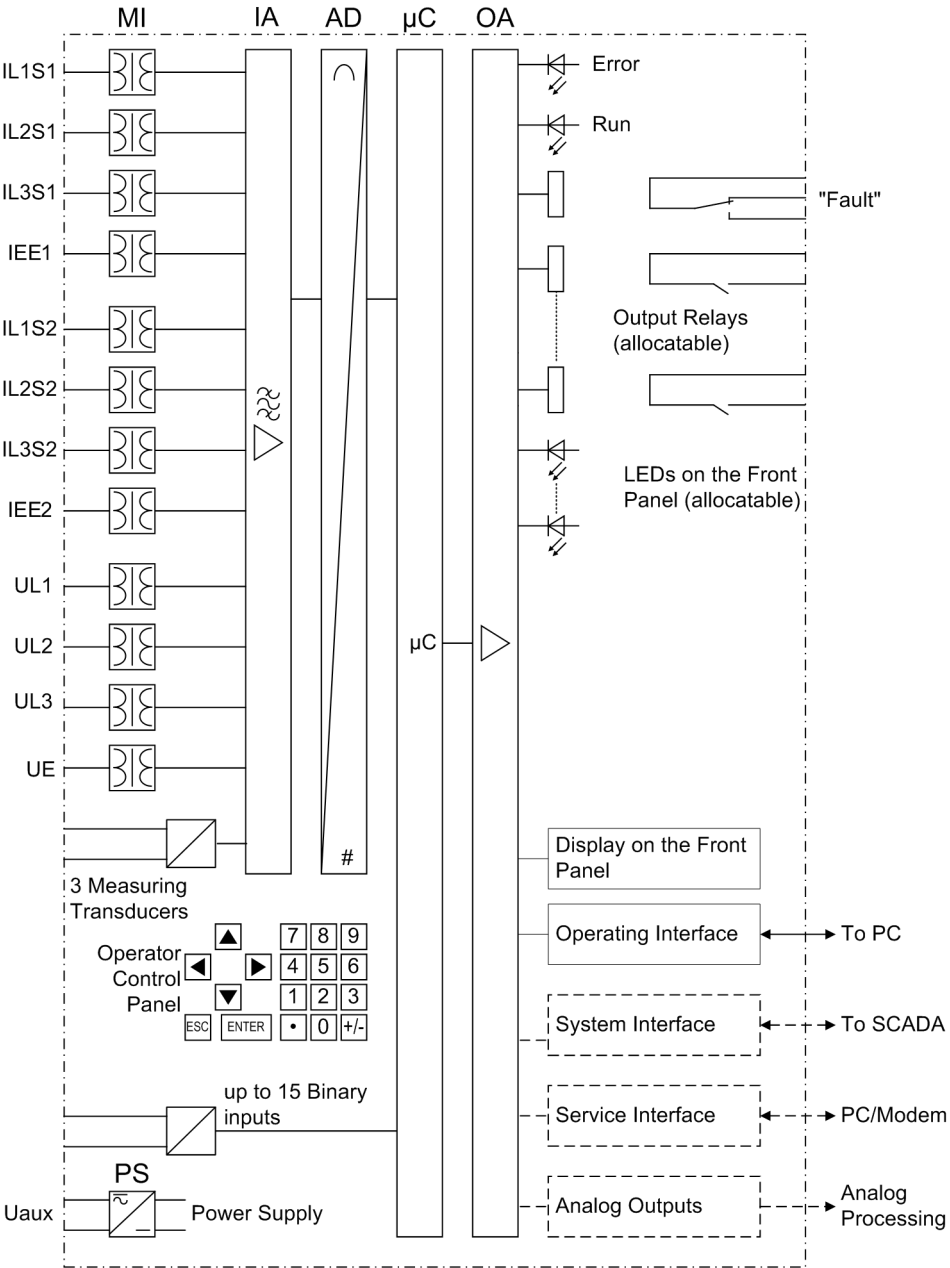 MI IA AD µC OA
IL1S1
Error
IL2S1
Run
IL3S1
"Fault"
IEE1
IL1S2
Output Relays
(allocatable)
IL2S2
IL3S2
LEDs on the Front
Panel (allocatable)
IEE2
UL1
UL2
µC
UL3
UE
#
3 Measuring
Transducers
Display on the Front
Panel
Operator
Control
Panel
7 8 9
4 5 6
1 2 3
ESC ENTER • 0 +/-
Operating Interface
To PC
System Interface
To SCADA
up to 15 Binary
inputs
Service Interface
PC/Modem
PS
Uaux
Power Supply
Analog Outputs
Analog
Processing